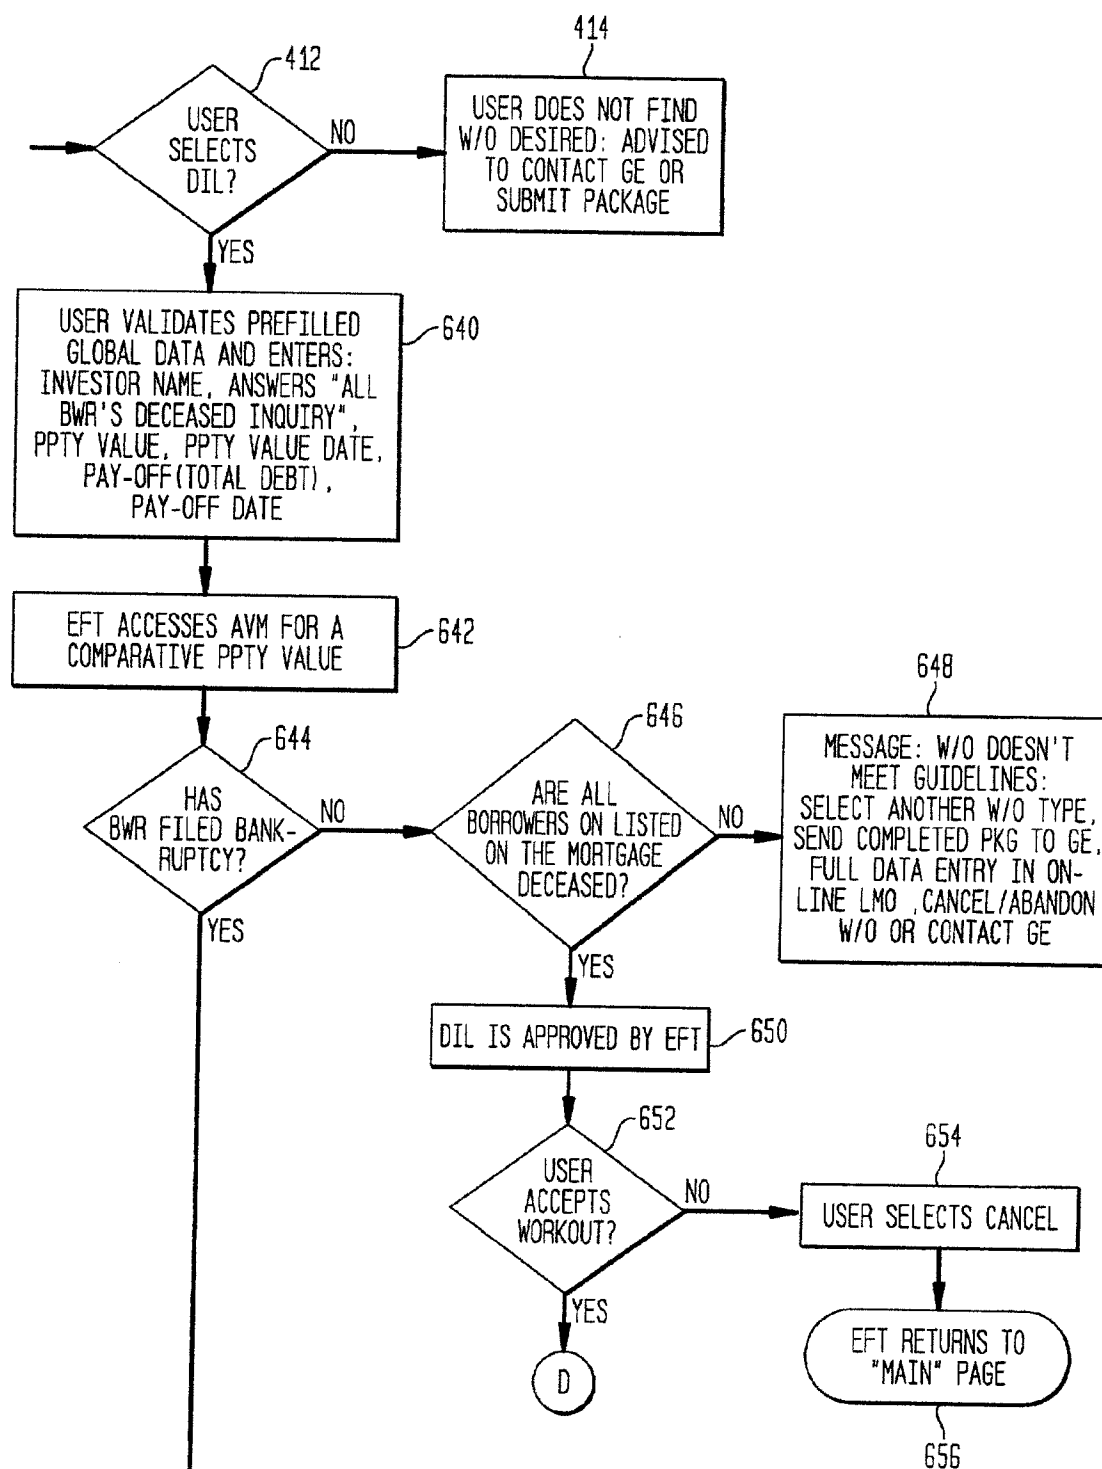 412
USER
SELECTS
DIL?
NO
YES
414
USER DOES NOT FIND
W/O DESIRED: ADVISED
TO CONTACT GE OR
SUBMIT PACKAGE
USER VALIDATES PREFILLED
GLOBAL DATA AND ENTERS:
INVESTOR NAME, ANSWERS "ALL
BWR'S DECEASED INQUIRY",
PPTY VALUE, PPTY VALUE DATE,
PAY-OFF(TOTAL DEBT),
PAY-OFF DATE
640
EFT ACCESSES AVM FOR A
COMPARATIVE PPTY VALUE
642
644
HAS
BWR FILED BANK-
RUPTCY?
NO
YES
646
ARE ALL
BORROWERS ON LISTED
ON THE MORTGAGE
DECEASED?
NO
YES
648
MESSAGE: W/O DOESN'T
MEET GUIDELINES:
SELECT ANOTHER W/O TYPE,
SEND COMPLETED PKG TO GE,
FULL DATA ENTRY IN ON-
LINE LMO ,CANCEL/ABANDON
W/O OR CONTACT GE
DIL IS APPROVED BY EFT
650
652
USER
ACCEPTS
WORKOUT?
NO
YES
D
654
USER SELECTS CANCEL
EFT RETURNS TO
"MAIN" PAGE
656